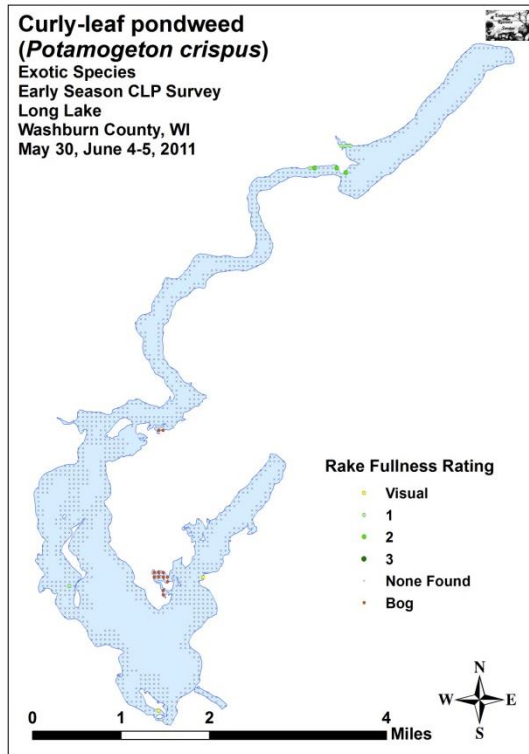 Curly-leaf pondweed
(Potamogeton crispus)
Exotic Species
Early Season CLP Survey
Long Lake
Washburn County, WI
May 30, June 4-5, 2011
Rake Fullness Rating
Visual
1
2
3
None Found
Bog
N
W E
S
0 1 2 4
Miles